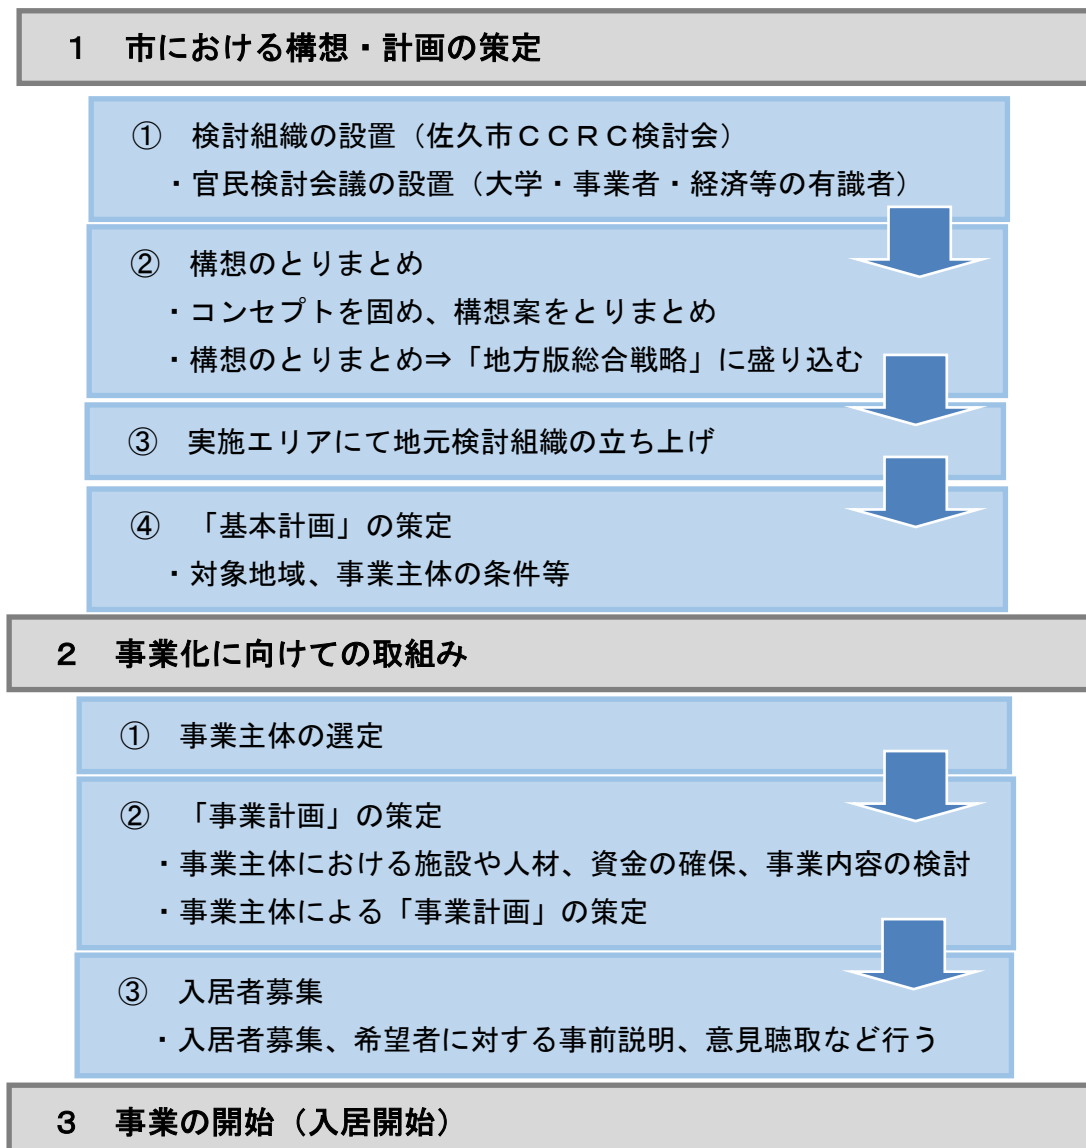 １　市における構想・計画の策定
①　検討組織の設置（佐久市ＣＣＲＣ検討会）
・官民検討会議の設置（大学・事業者・経済等の有識者）
②　構想のとりまとめ
・コンセプトを固め、構想案をとりまとめ
・構想のとりまとめ⇒「地方版総合戦略」に盛り込む
③　実施エリアにて地元検討組織の立ち上げ
④　「基本計画」の策定
・対象地域、事業主体の条件等
２　事業化に向けての取組み
①　事業主体の選定
②　「事業計画」の策定
・事業主体における施設や人材、資金の確保、事業内容の検討
・事業主体による「事業計画」の策定
③　入居者募集
・入居者募集、希望者に対する事前説明、意見聴取など行う
３　事業の開始（入居開始）